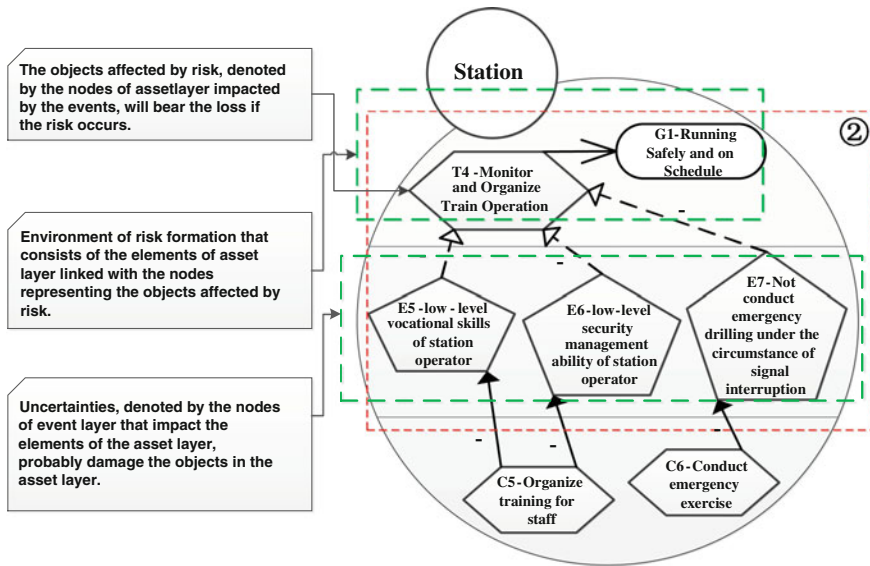 Station
The objects affected by risk, denoted
by the nodes of assetlayer impacted
by the events, will bear the loss if
the risk occurs.
②
G1-Running
Safely and on
Schedule
T4 -Monitor
and Organize
Train Operation
-
Environment of risk formation that
consists of the elements of asset
layer linked with the nodes
representing the objects affected by
risk.
-
-
E5 -low - level
vocational skills
of station
operator
E6-low-level
security
management
ability of station
operator
E7-Not
conduct
emergency
drilling under the
circumstance of
signal
interruption
Uncertainties, denoted by the nodes
of event layer that impact the
elements of the asset layer,
probably damage the objects in the
asset layer.
-
-
-
C5-Organize
training for
staff
C6-Conduct
emergency
exercise